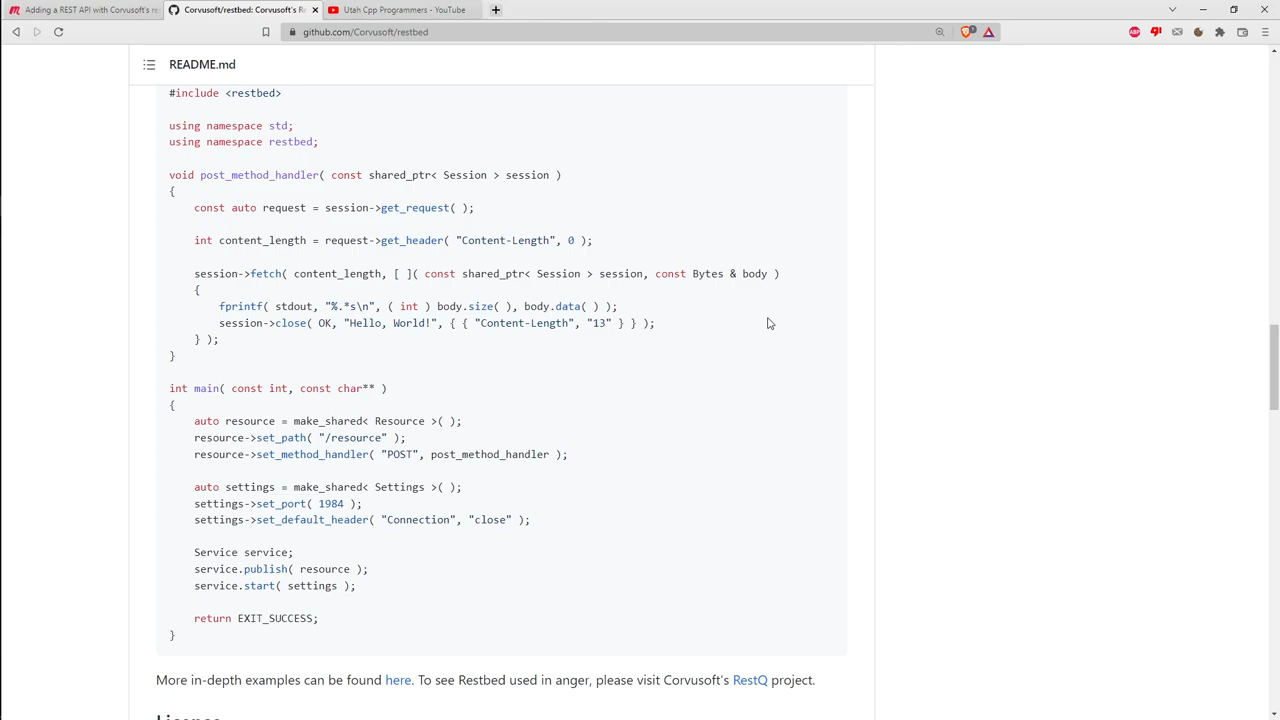 Adding a REST API with Corvusoft's re
Corvusoft/restbed: Corvusoft's Re
Utah Cpp Programmers - YouTube
github.com/Corvusoft/restbed
README.md
#include <restbed>
using namespace std;
using namespace restbed;
void post_method_handler( const shared_ptr< Session > session )
{
    const auto request = session->get_request( );
    int content_length = request->get_header( "Content-Length", 0 );
    session->fetch( content_length, [ ]( const shared_ptr< Session > session, const Bytes & body )
    {
        fprintf( stdout, "%.*s\n", ( int ) body.size( ), body.data( ) );
        session->close( OK, "Hello, World!", { { "Content-Length", "13" } } );
    } );
}
int main( const int, const char** )
{
    auto resource = make_shared< Resource >( );
    resource->set_path( "/resource" );
    resource->set_method_handler( "POST", post_method_handler );
    auto settings = make_shared< Settings >( );
    settings->set_port( 1984 );
    settings->set_default_header( "Connection", "close" );
    Service service;
    service.publish( resource );
    service.start( settings );
    return EXIT_SUCCESS;
}
More in-depth examples can be found here. To see Restbed used in anger, please visit Corvusoft's RestQ project.
License